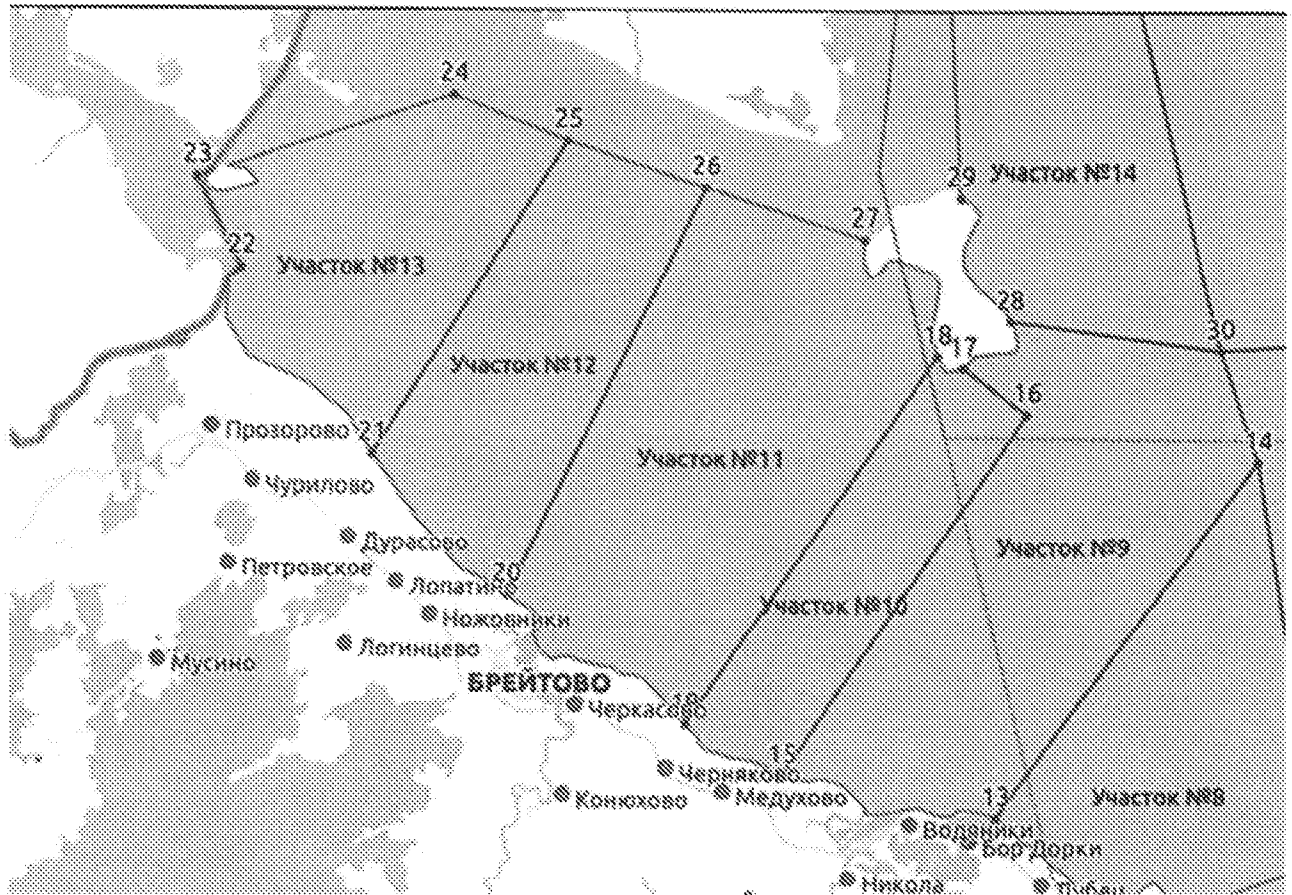 24
25
23
26
29
Участок №14
27
22
Участок №13
28
30
18
17
Участок №12
16
Прозорово
21
14
Участок №11
Чурилово
Дурасово
Участок №9
Петровское
20
Лопатино
Ножовники
Участок №10
Логинцево
Мусино
БРЕЙТОВО
Черкасово
19
15
Черняково
Конюхово
Медухово
13
Участок №8
Водяники
Бор Дорки
Никола